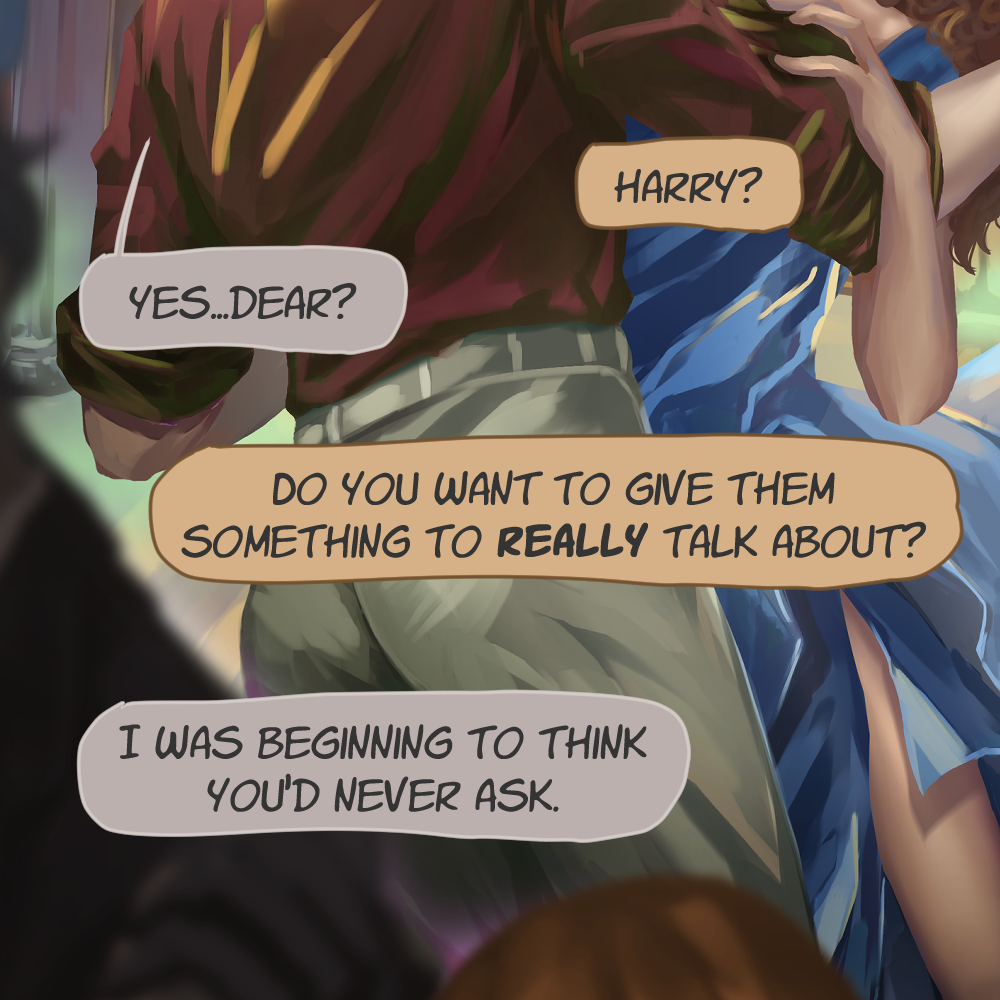 HARRY?
YES...DEAR?
DO YOU WANT TO GIVE THEM
SOMETHING TO REALLY TALK ABOUT?
I WAS BEGINNING TO THINK
YOU'D NEVER ASK.